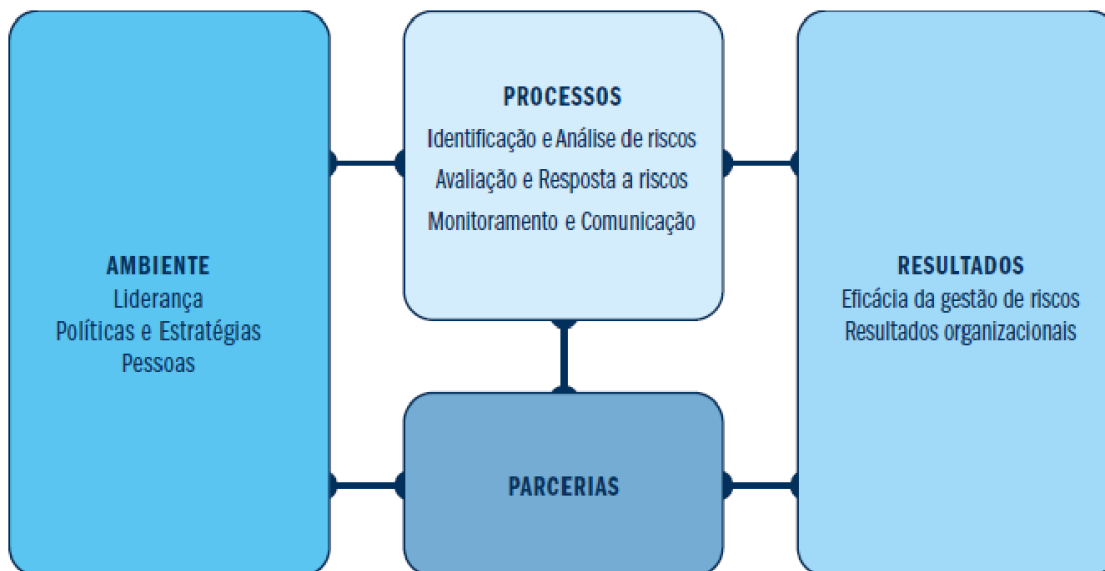 AMBIENTE
Liderança
Políticas e Estratégias
Pessoas
PROCESSOS
Identificação e Análise de riscos
Avaliação e Resposta a riscos
Monitoramento e Comunicação
PARCERIAS
RESULTADOS
Eficácia da gestão de riscos
Resultados organizacionais